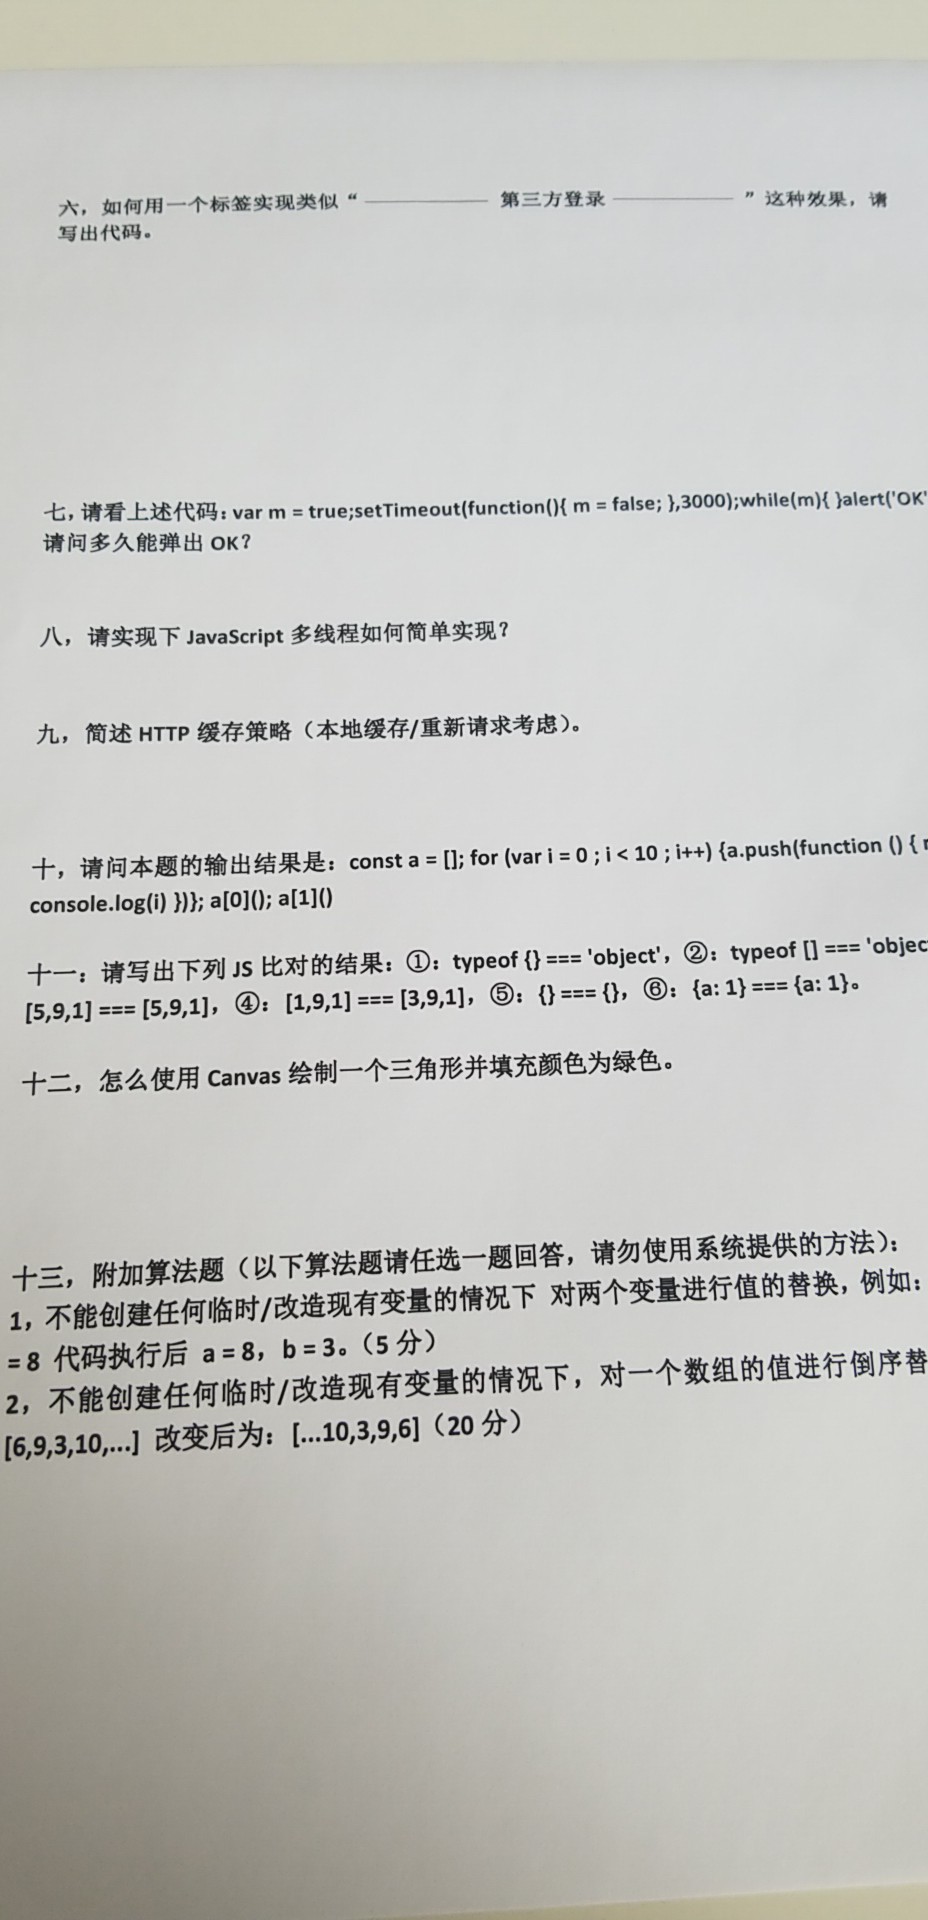 六，如何用一个标签实现类似“————— 第三方登录 —————”这种效果，请
写出代码。
七，请看上述代码：var m = true;setTimeout(function(){ m = false; },3000);while(m){ }alert('OK'
请问多久能弹出 OK？
八，请实现下 JavaScript 多线程如何简单实现？
九，简述 HTTP 缓存策略（本地缓存/重新请求考虑）。
十，请问本题的输出结果是：const a = []; for (var i = 0 ; i < 10 ; i++) {a.push(function () {
console.log(i) })}; a[0](); a[1]()
十一：请写出下列 JS 比对的结果：①：typeof {} === 'object'，②：typeof [] === 'objec
[5,9,1] === [5,9,1]，④：[1,9,1] === [3,9,1]，⑤：{} === {}，⑥：{a: 1} === {a: 1}。
十二，怎么使用 Canvas 绘制一个三角形并填充颜色为绿色。
十三，附加算法题（以下算法题请任选一题回答，请勿使用系统提供的方法）：
1，不能创建任何临时/改造现有变量的情况下 对两个变量进行值的替换，例如：
= 8 代码执行后 a = 8，b = 3。（5 分）
2，不能创建任何临时/改造现有变量的情况下，对一个数组的值进行倒序替
[6,9,3,10,...] 改变后为：[...10,3,9,6]（20 分）